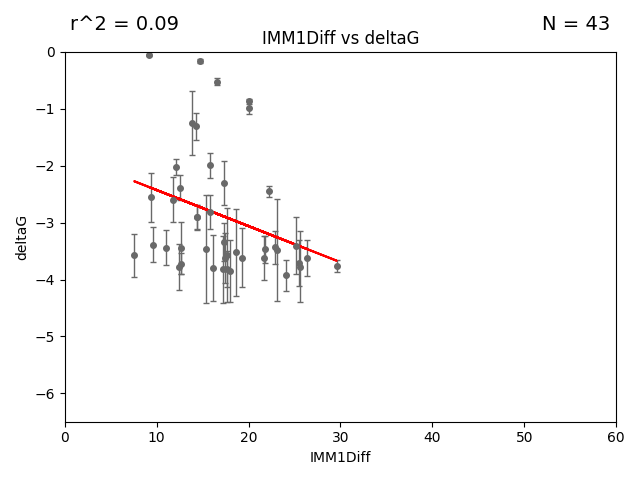 r^2 = 0.09
N = 43
IMM1Diff vs deltaG
0
−1
−2
−3
−4
−5
−6
deltaG
0 10 20 30 40 50 60
IMM1Diff